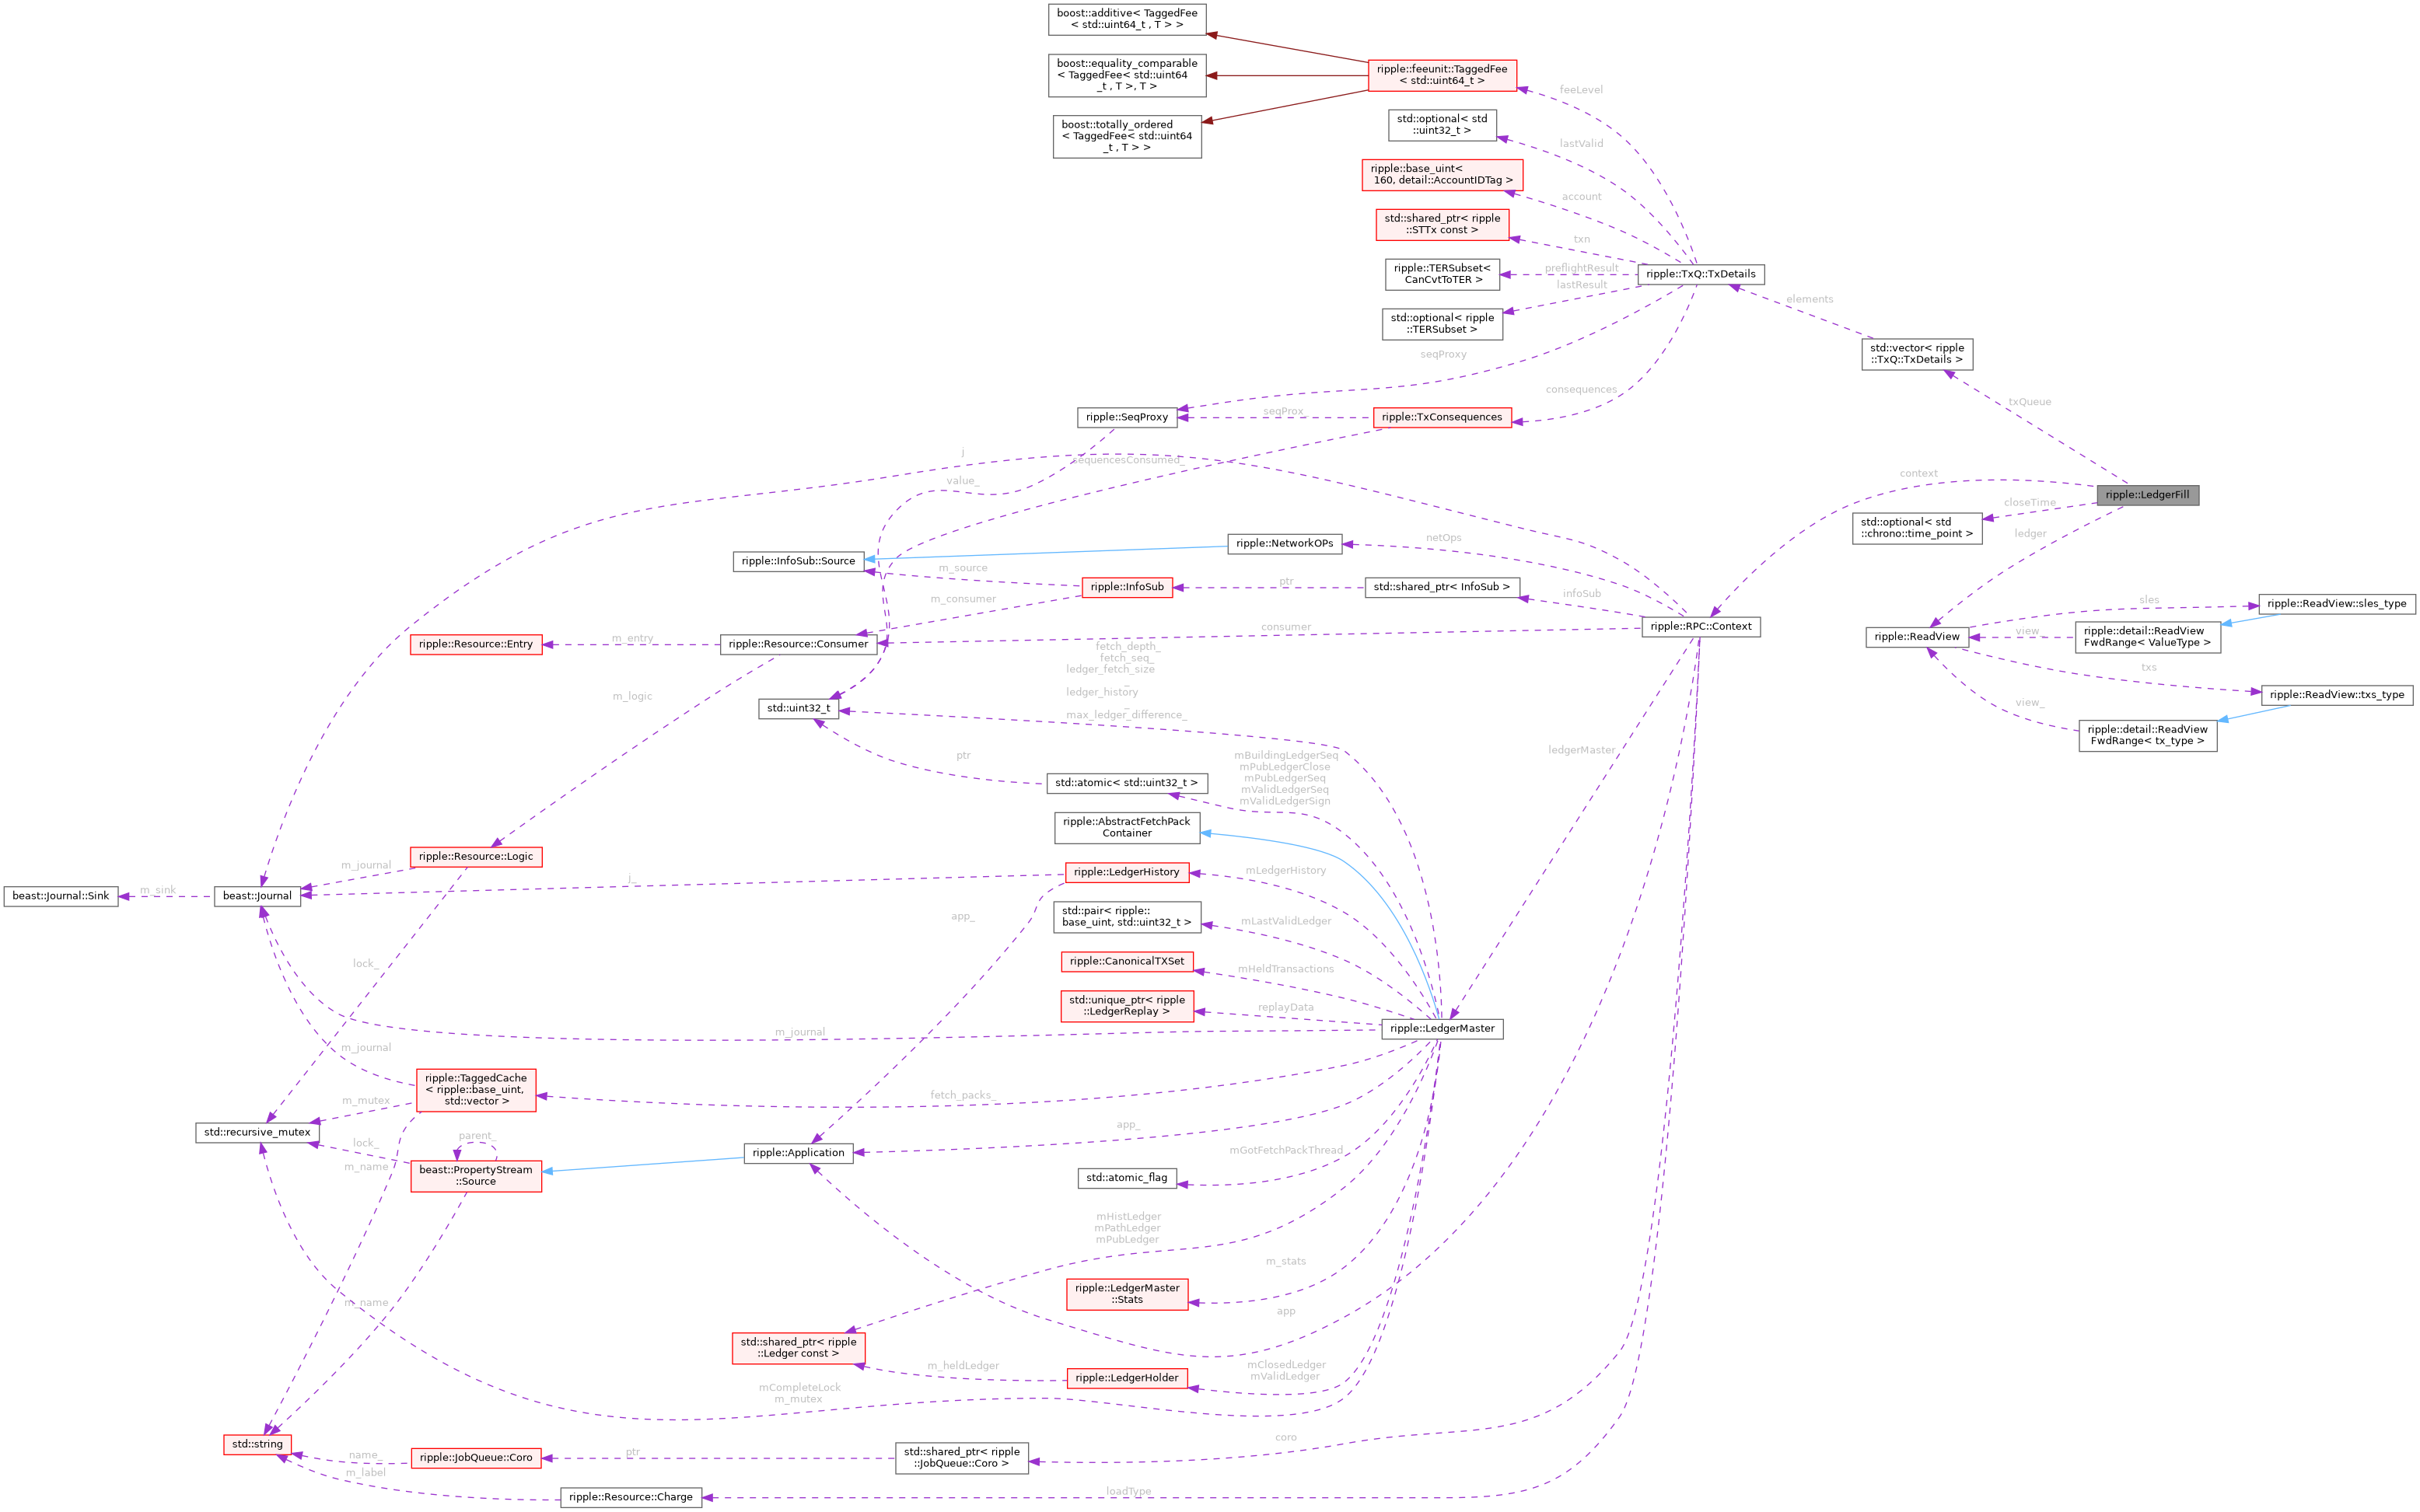 boost::additive< TaggedFee
< std::uint64_t , T > >
boost::equality_comparable
< TaggedFee< std::uint64
_t , T >, T >
ripple::feeunit::TaggedFee
< std::uint64_t >
feeLevel
boost::totally_ordered
< TaggedFee< std::uint64
_t , T > >
std::optional< std
::uint32_t >
lastValid
ripple::base_uint<
160, detail::AccountIDTag >
account
std::shared_ptr< ripple
::STTx const >
txn
ripple::TERSubset<
CanCvtToTER >
preflightResult
ripple::TxQ::TxDetails
lastResult
elements
std::optional< ripple
::TERSubset >
seqProxy
std::vector< ripple
::TxQ::TxDetails >
consequences
txQueue
ripple::SeqProxy
seqProx_
ripple::TxConsequences
j
sequencesConsumed_
value_
context
ripple::LedgerFill
closeTime
std::optional< std
::chrono::time_point >
ledger
ripple::NetworkOPs
netOps
ripple::InfoSub::Source
m_source
ripple::InfoSub
ptr
std::shared_ptr< InfoSub >
infoSub
m_consumer
sles
ripple::ReadView::sles_type
consumer
ripple::RPC::Context
ripple::ReadView
view_
ripple::detail::ReadView
FwdRange< ValueType >
ripple::Resource::Entry
m_entry
ripple::Resource::Consumer
fetch_depth_
fetch_seq_
ledger_fetch_size
_
ledger_history
_
max_ledger_difference_
txs
m_logic
ripple::ReadView::txs_type
view_
std::uint32_t
ripple::detail::ReadView
FwdRange< tx_type >
ptr
mBuildingLedgerSeq
mPubLedgerClose
mPubLedgerSeq
mValidLedgerSeq
mValidLedgerSign
ledgerMaster
std::atomic< std::uint32_t >
ripple::AbstractFetchPack
Container
ripple::Resource::Logic
m_journal
ripple::LedgerHistory
mLedgerHistory
j_
beast::Journal::Sink
m_sink
beast::Journal
app_
std::pair< ripple::
base_uint, std::uint32_t >
mLastValidLedger
lock_
ripple::CanonicalTXSet
mHeldTransactions
std::unique_ptr< ripple
::LedgerReplay >
replayData
m_journal
ripple::LedgerMaster
m_journal
ripple::TaggedCache
< ripple::base_uint,
std::vector >
fetch_packs_
m_mutex
app_
std::recursive_mutex
lock_
parent_
m_name
beast::PropertyStream
::Source
ripple::Application
mGotFetchPackThread
std::atomic_flag
mHistLedger
mPathLedger
mPubLedger
m_stats
ripple::LedgerMaster
::Stats
m_name
app
std::shared_ptr< ripple
::Ledger const >
m_heldLedger
ripple::LedgerHolder
mClosedLedger
mValidLedger
mCompleteLock
m_mutex
std::string
name_
ripple::JobQueue::Coro
ptr
std::shared_ptr< ripple
::JobQueue::Coro >
coro
m_label
ripple::Resource::Charge
loadType